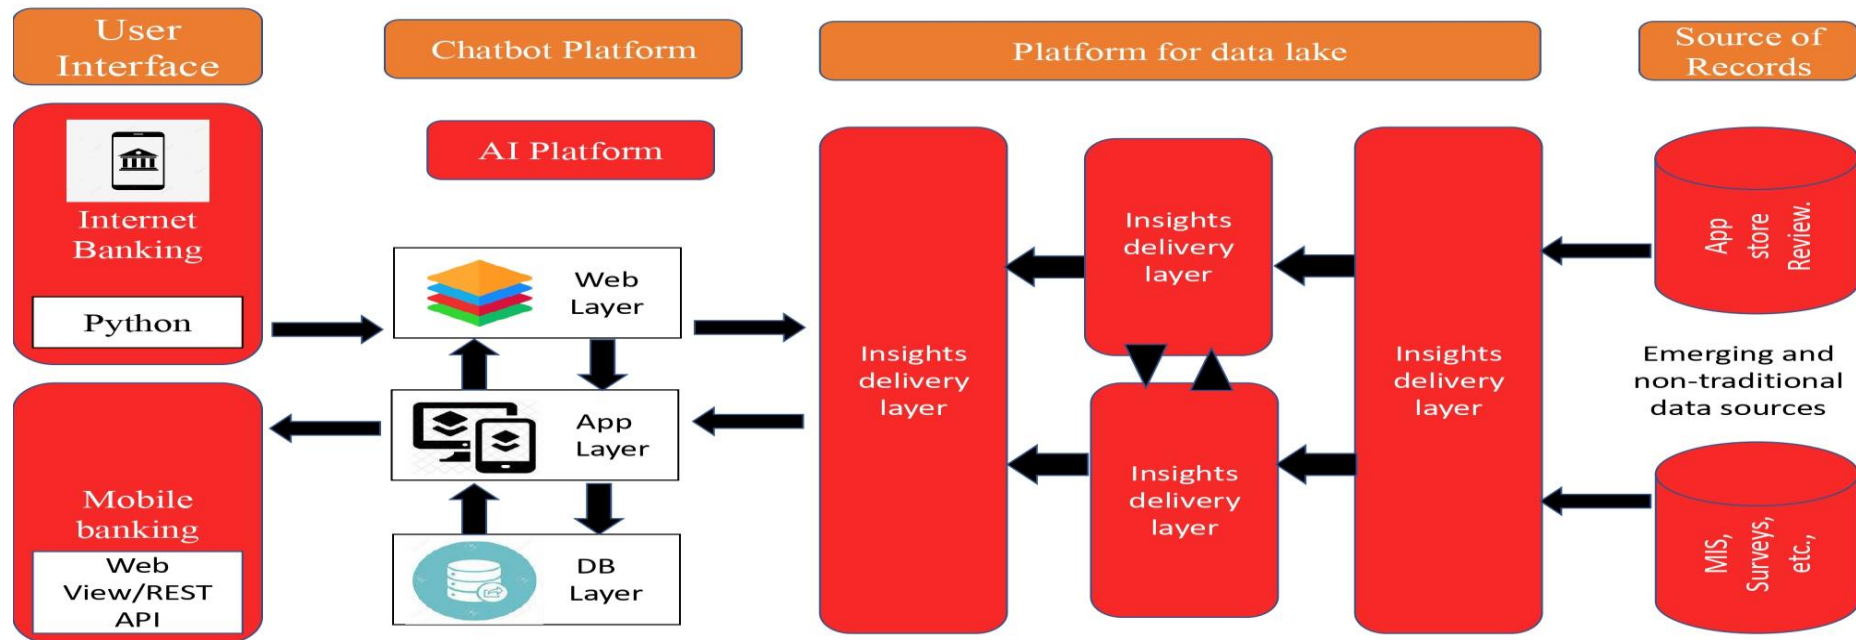 User
Interface
Chatbot Platform
Platform for data lake
Source of
Records
Internet
Banking
Python
Mobile
banking
Web
View/REST
API
AI Platform
Web
Layer
App
Layer
DB
Layer
Insights
delivery
layer
Insights
delivery
layer
Insights
delivery
layer
Insights
delivery
layer
App
store
Review.
Emerging and
non-traditional
data sources
MIS,
Surveys,
etc.,